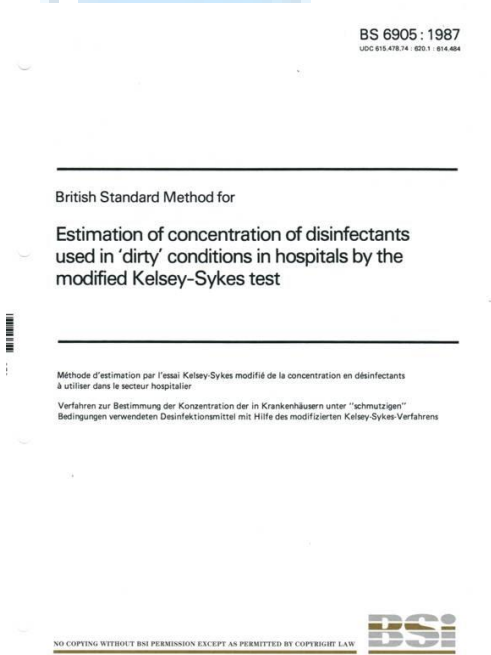 BS 6905 : 1987
UDC 615.478.74 : 620.1 : 614.484
British Standard Method for
Estimation of concentration of disinfectants
used in ‘dirty’ conditions in hospitals by the
modified Kelsey-Sykes test
Méthode d'estimation par l'essai Kelsey-Sykes modifié de la concentration en désinfectants
à utiliser dans le secteur hospitalier
Verfahren zur Bestimmung der Konzentration der in Krankenhäusern unter "schmutzigen"
Bedingungen verwendeten Desinfektionsmittel mit Hilfe des modifizierten Kelsey-Sykes-Verfahrens
NO COPYING WITHOUT BSI PERMISSION EXCEPT AS PERMITTED BY COPYRIGHT LAW
BSi